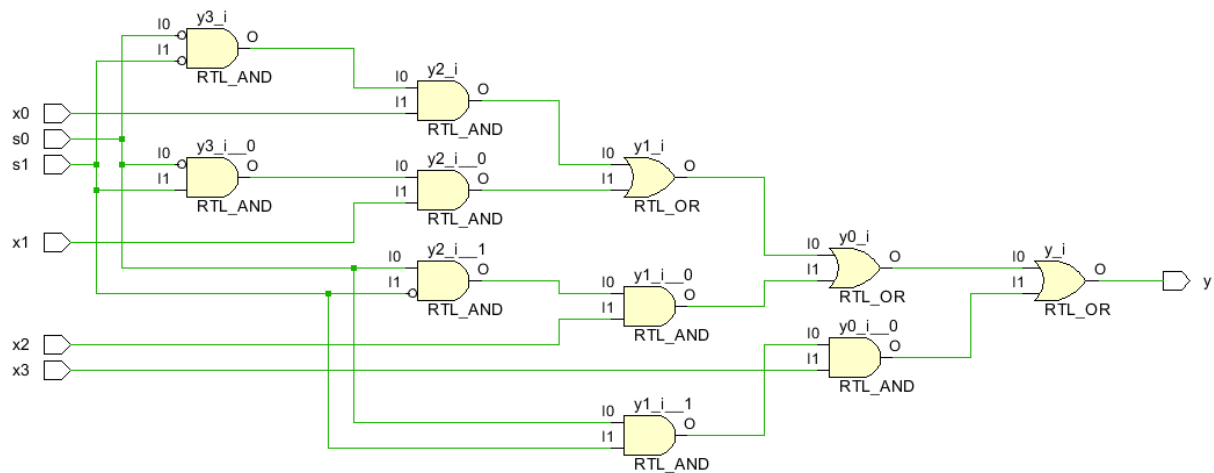 y3_i
I0
I1
O
RTL_AND
y2_i
I0
I1
O
RTL_AND
x0
s0
s1
y3_i__0
I0
I1
O
RTL_AND
y2_i__0
I0
I1
O
RTL_AND
y1_i
I0
I1
O
RTL_OR
x1
y2_i__1
I0
I1
O
RTL_AND
y1_i__0
I0
I1
O
RTL_AND
y0_i
I0
I1
O
RTL_OR
y_i
I0
I1
O
RTL_OR
y
x2
x3
y0_i__0
I0
I1
O
RTL_AND
y1_i__1
I0
I1
O
RTL_AND